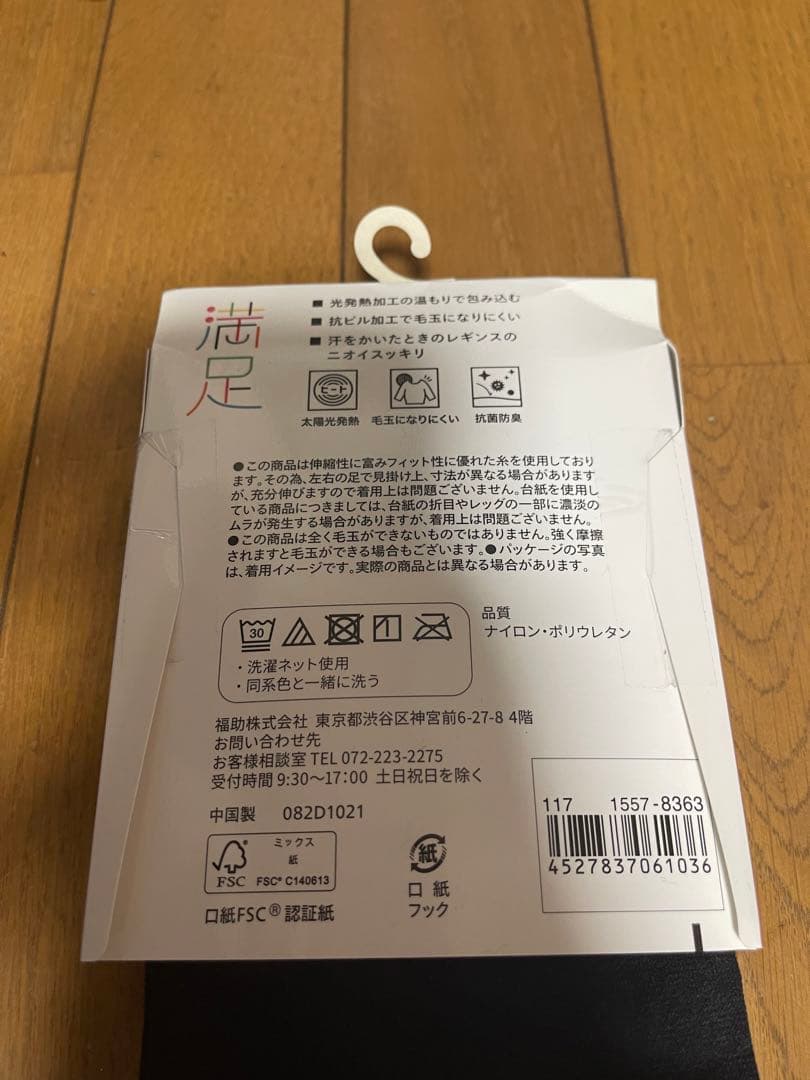 満足
■ 光発熱加工の温もりで包み込む
■ 抗ピル加工で毛玉になりにくい
■ 汗をかいたときのレギンスの
ニオイスッキリ
ヒート
太陽光発熱 毛玉になりにくい 抗菌防臭
●この商品は伸縮性に富みフィット性に優れた糸を使用しており
ます。その為、左右の足で見掛け上、寸法が異なる場合があります
が、充分伸びますので着用上は問題ございません。台紙を使用し
ている商品につきましては、台紙の折目やレッグの一部に濃淡の
ムラが発生する場合がありますが、着用上は問題ございません。
●この商品は全く毛玉ができないものではありません。強く摩擦
されますと毛玉ができる場合もございます。●パッケージの写真
は、着用イメージです。実際の商品とは異なる場合があります。
30
・洗濯ネット使用
・同系色と一緒に洗う
品質
ナイロン・ポリウレタン
福助株式会社 東京都渋谷区神宮前6-27-8 4階
お問い合わせ先
お客様相談室 TEL 072-223-2275
受付時間 9:30〜17:00 土日祝日を除く
中国製 082D1021
ミックス
紙
FSC FSC® C140613
口紙FSC®認証紙
紙
口紙
フック
117 1557-8363
4527837061036